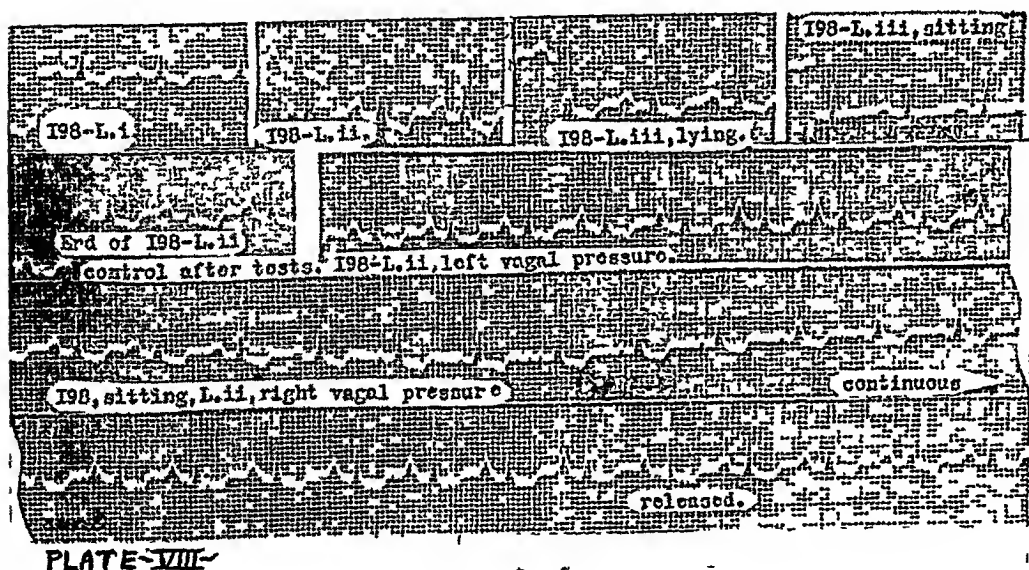 I98-L.iii, sitting
I98-L.i.
I98-L.ii.
I98-L.iii, lying.
End of I98-L.ii
control after tests. I98-L.ii, left vagal pressure.
I98, sitting, L.ii, right vagal pressure
continuous
released.
PLATE-VIII-